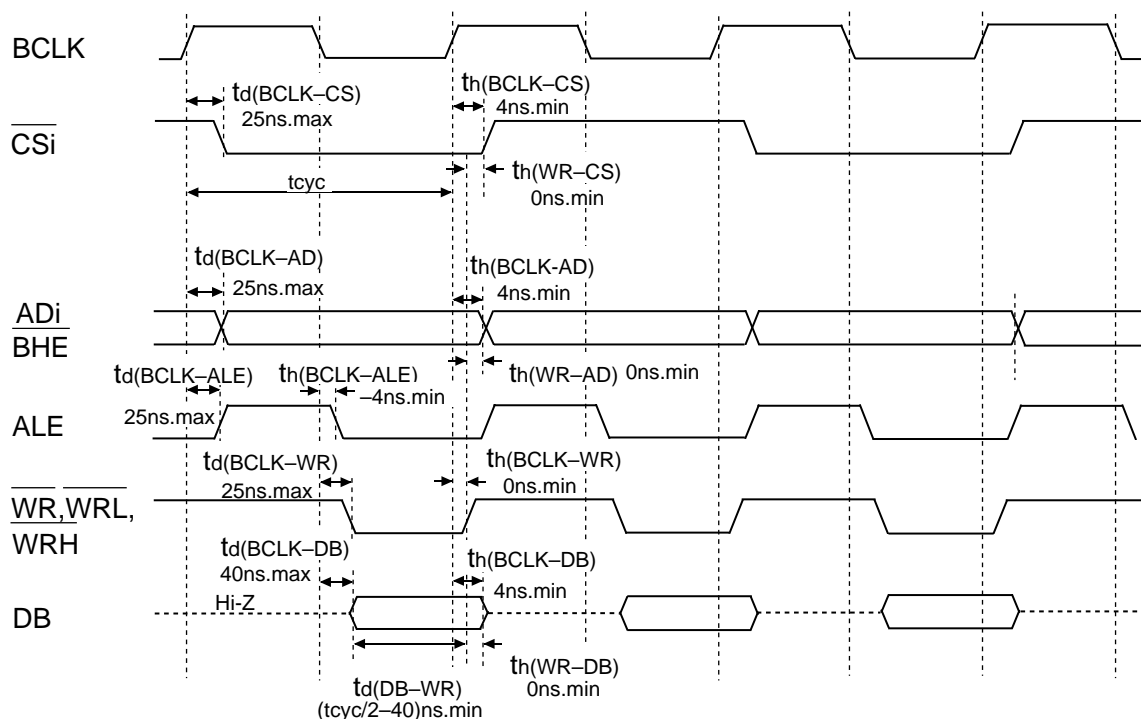 BCLK
td(BCLK–CS)
25ns.max
th(BCLK–CS)
4ns.min
CSi
tcyc
th(WR–CS)
0ns.min
td(BCLK–AD)
25ns.max
th(BCLK-AD)
4ns.min
ADi
BHE
td(BCLK–ALE)
25ns.max
th(BCLK–ALE)
–4ns.min
th(WR–AD) 0ns.min
ALE
td(BCLK–WR)
25ns.max
th(BCLK–WR)
0ns.min
WR,WRL,
WRH
td(BCLK–DB)
40ns.max
th(BCLK–DB)
4ns.min
Hi-Z
DB
td(DB–WR)
(tcyc/2–40)ns.min
th(WR–DB)
0ns.min